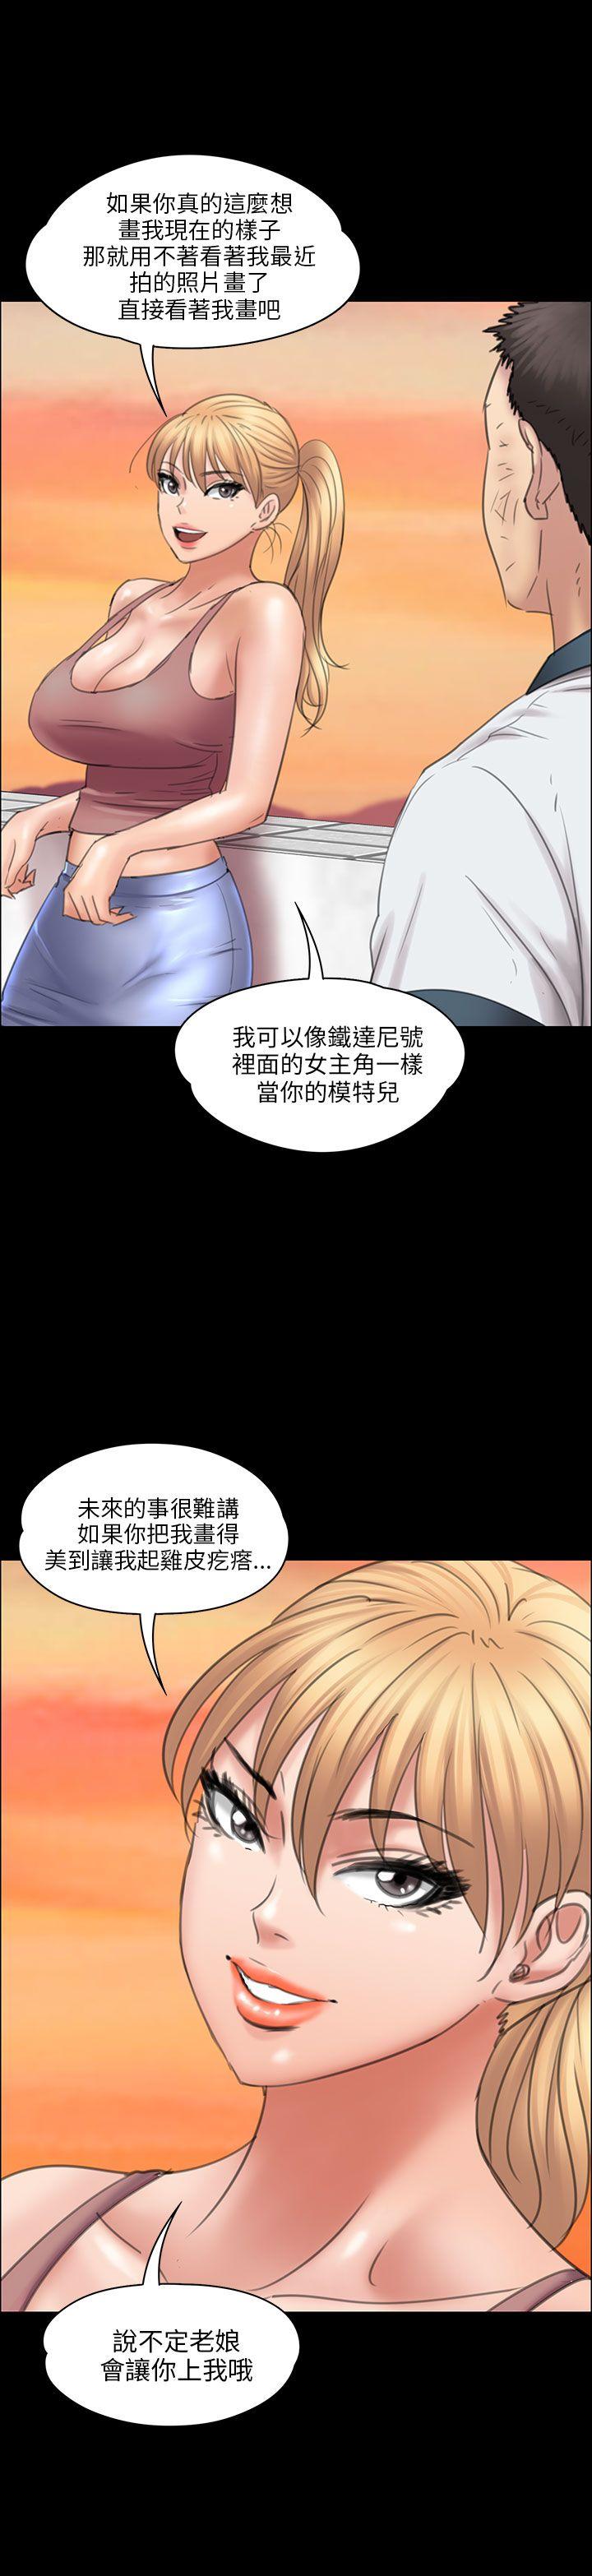 如果你真的這麼想
畫我現在的樣子
那就用不著看著我最近
拍的照片畫了
直接看著我畫吧
我可以像鐵達尼號
裡面的女主角一樣
當你的模特兒
未來的事很難講
如果你把我畫得
美到讓我起雞皮疙瘩...
說不定老娘
會讓你上我哦